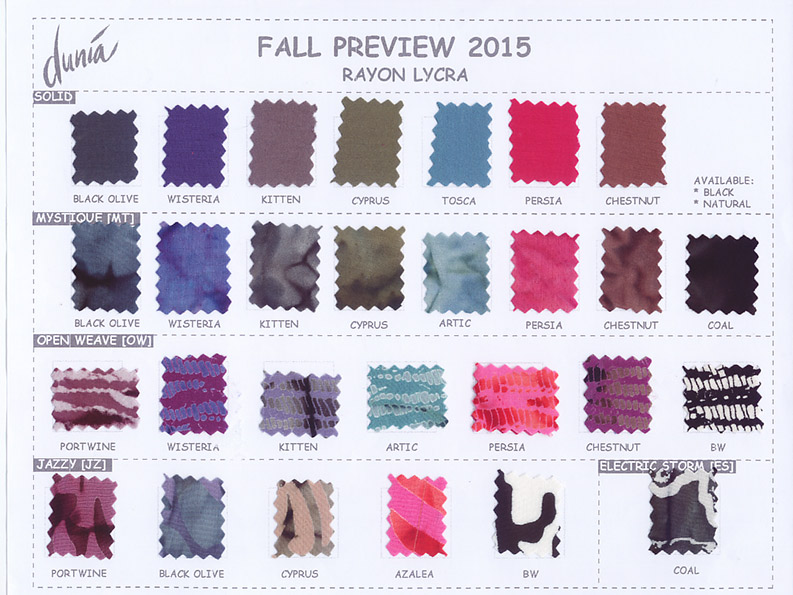 dunia
FALL PREVIEW 2015
RAYON LYCRA
SOLID
BLACK OLIVE WISTERIA KITTEN CYPRUS TOSCA PERSIA CHESTNUT
AVAILABLE:
* BLACK
* NATURAL
MYSTIQUE [MT]
BLACK OLIVE WISTERIA KITTEN CYPRUS ARTIC PERSIA CHESTNUT COAL
OPEN WEAVE [OW]
PORTWINE WISTERIA KITTEN ARTIC PERSIA CHESTNUT BW
JAZZY [JZ] ELECTRIC STORM [ES]
PORTWINE BLACK OLIVE CYPRUS AZALEA BW COAL